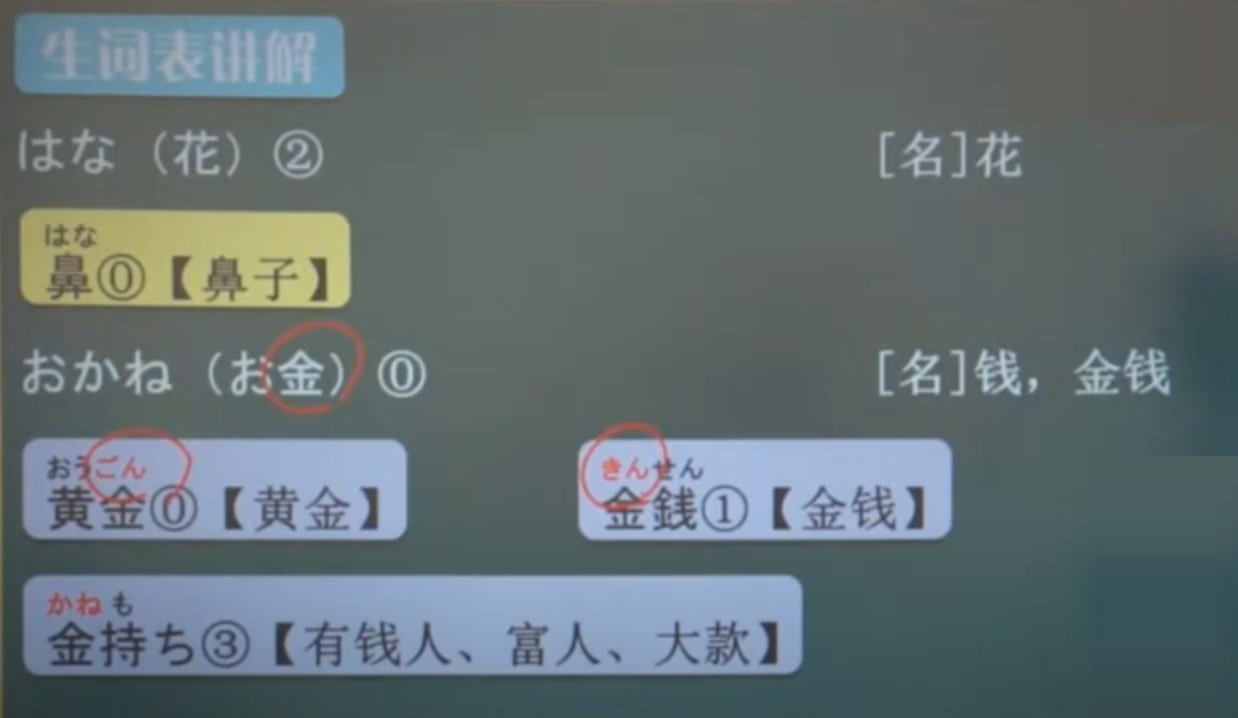 生词表讲解
はな（花）② [名]花
はな
鼻⓪【鼻子】
おかね（お金）⓪ [名]钱，金钱
おうごん きんせん
黄金⓪【黄金】 金銭①【金钱】
かねも
金持ち③【有钱人、富人、大款】